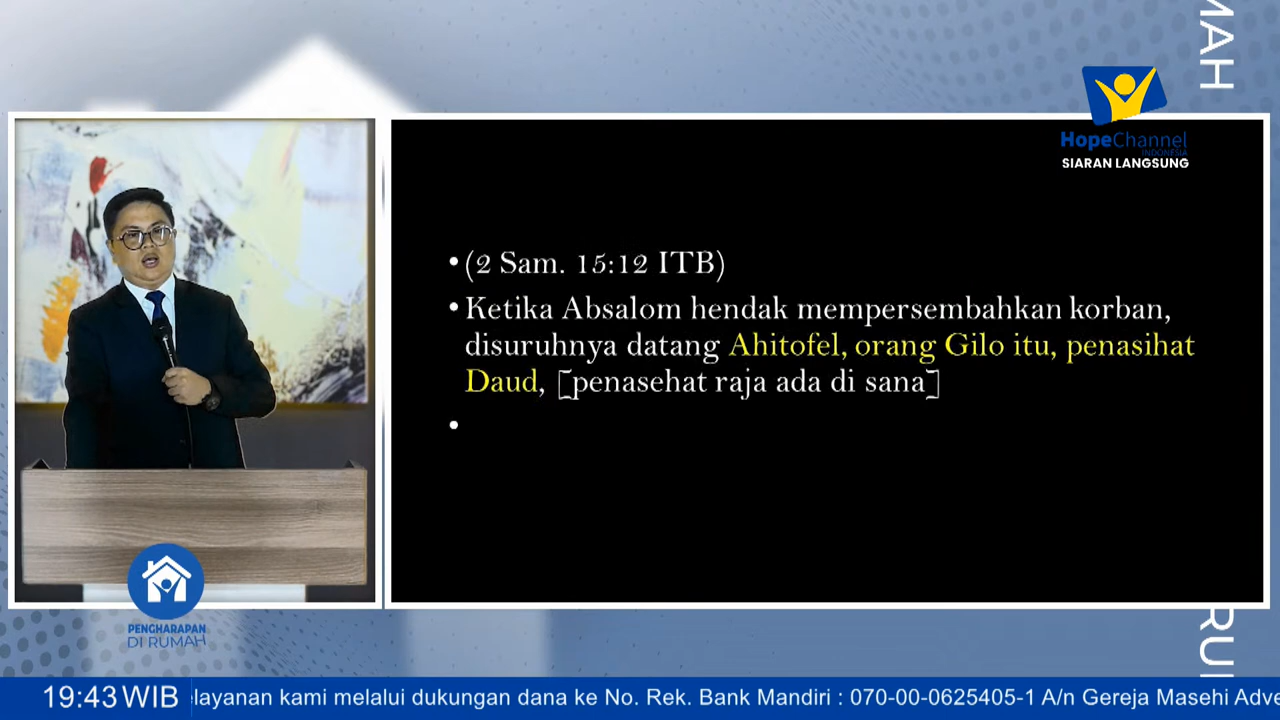 MAH
HopeChannel
INDONESIA
SIARAN LANGSUNG
• (2 Sam. 15:12 ITB)
• Ketika Absalom hendak mempersembahkan korban,
disuruhnya datang Ahitofel, orang Gilo itu, penasihat
Daud, [penasehat raja ada di sana]
•
PENGHARAPAN
DI RUMAH
RU
19:43 WIB elayanan kami melalui dukungan dana ke No. Rek. Bank Mandiri : 070-00-0625405-1 A/n Gereja Masehi Adve